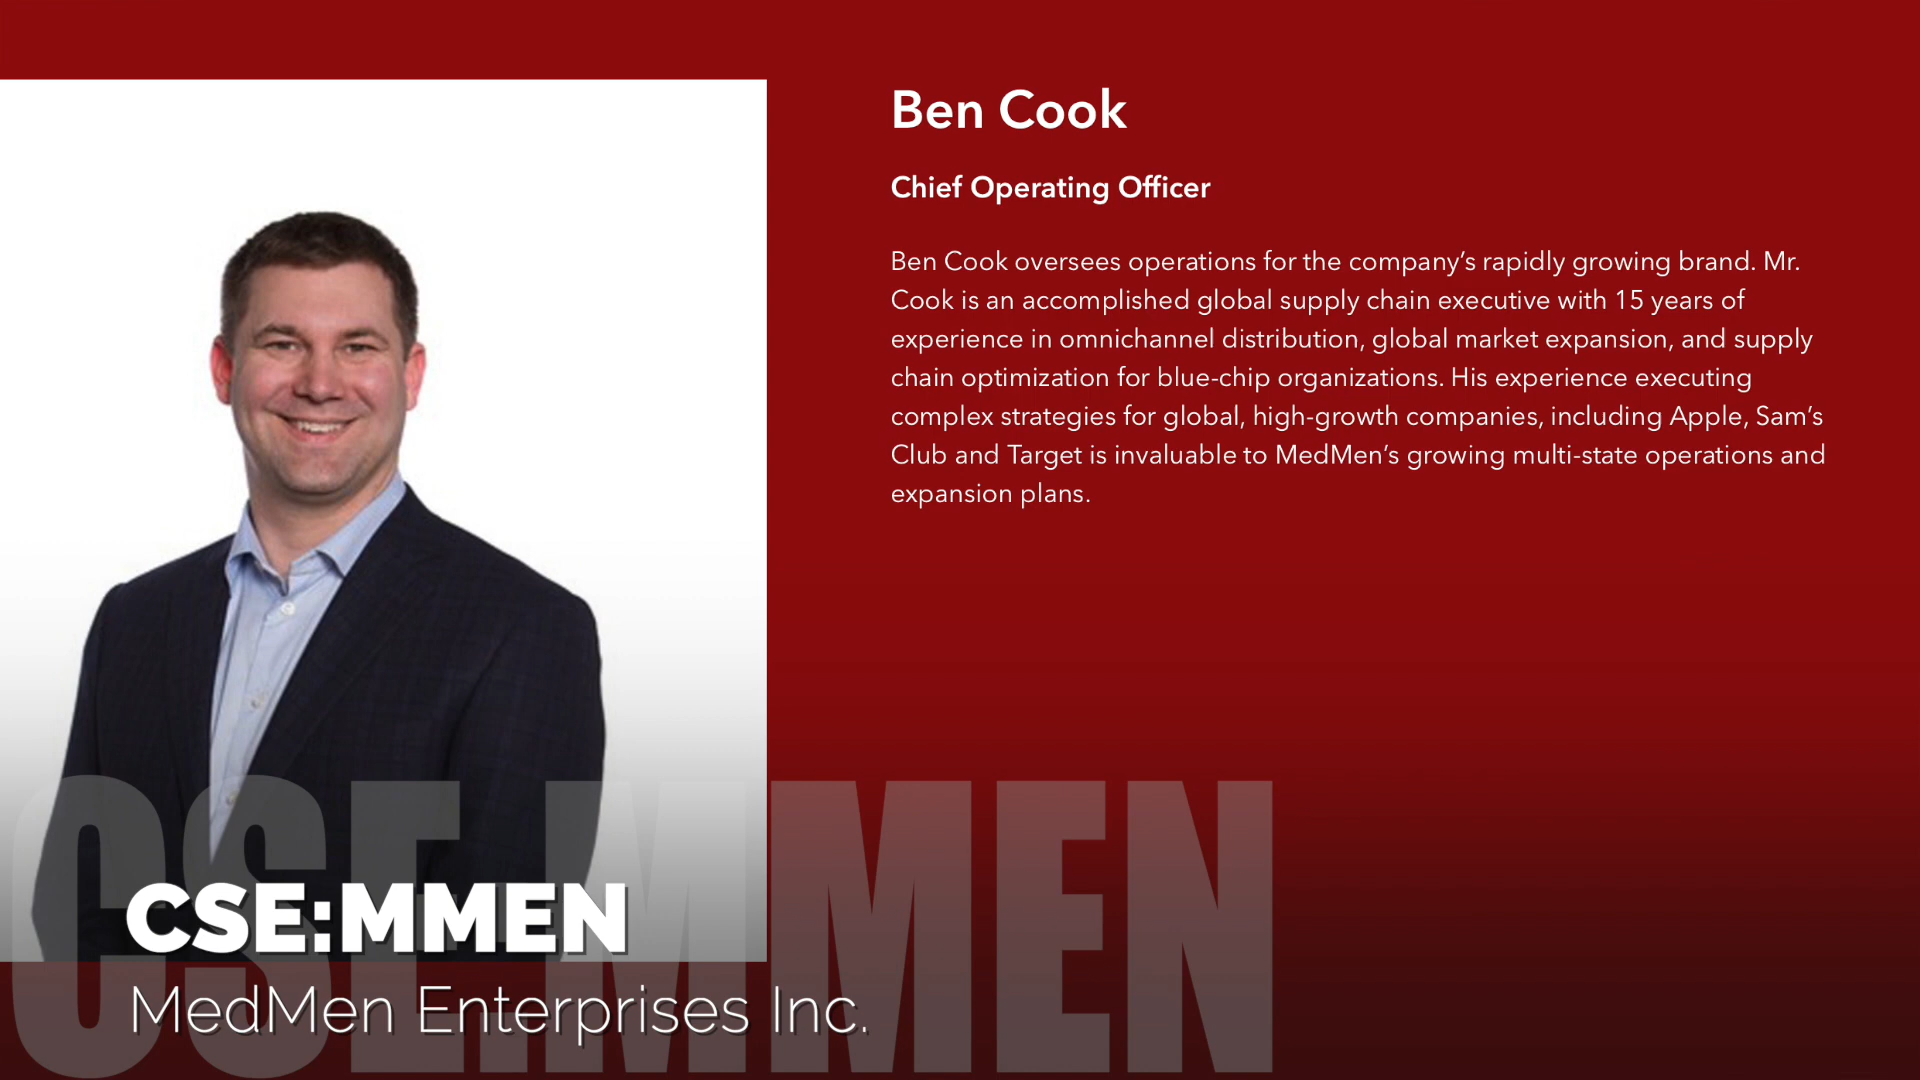 Ben Cook
Chief Operating Officer
Ben Cook oversees operations for the company’s rapidly growing brand. Mr.
Cook is an accomplished global supply chain executive with 15 years of
experience in omnichannel distribution, global market expansion, and supply
chain optimization for blue-chip organizations. His experience executing
complex strategies for global, high-growth companies, including Apple, Sam’s
Club and Target is invaluable to MedMen’s growing multi-state operations and
expansion plans.
CSE:MMEN
CSE:MMEN
MedMen Enterprises Inc.